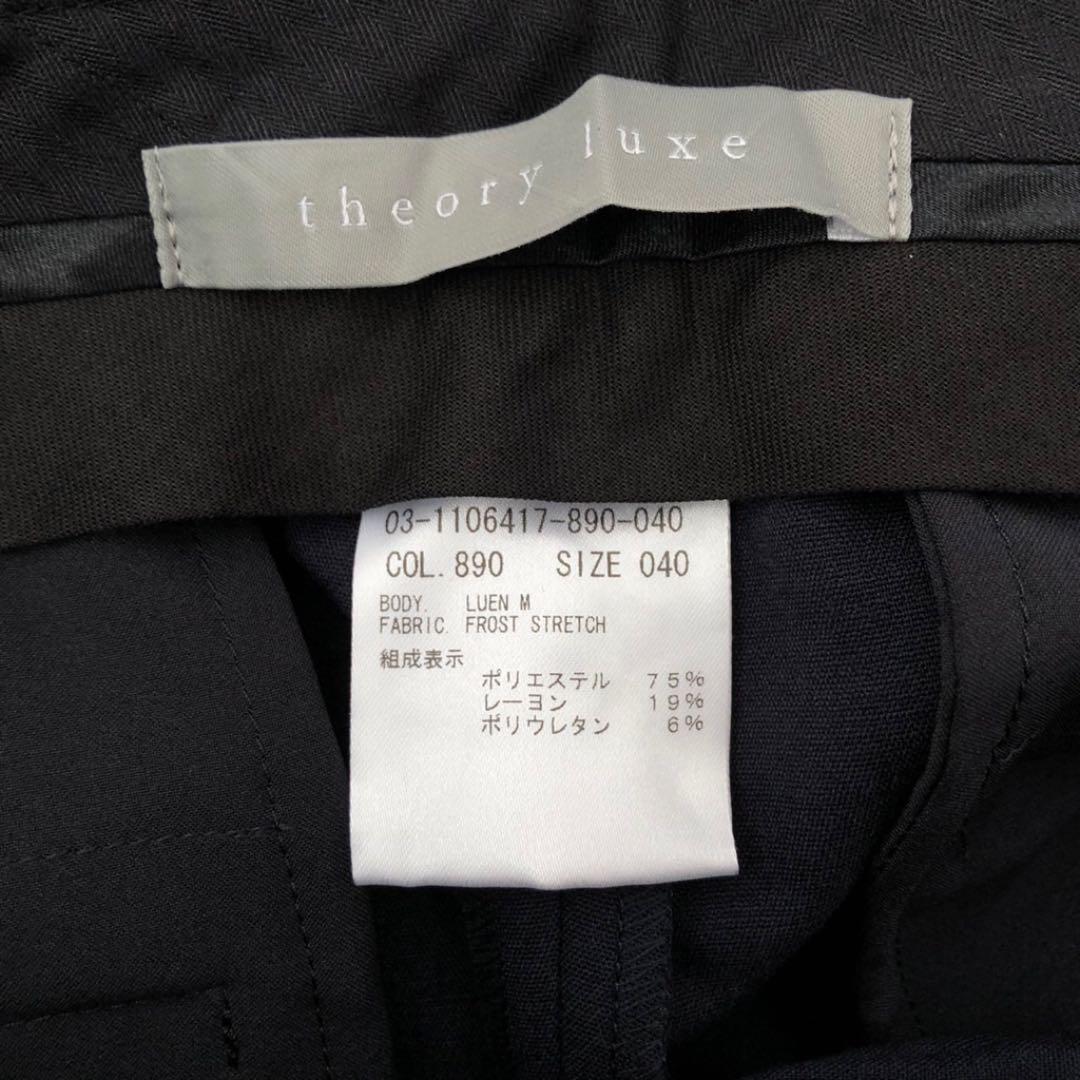 theory luxe
03-1106417-890-040
COL. 890 SIZE 040
BODY. LUEN M
FABRIC. FROST STRETCH
組成表示
ポリエステル 75%
レーヨン 19%
ポリウレタン 6%